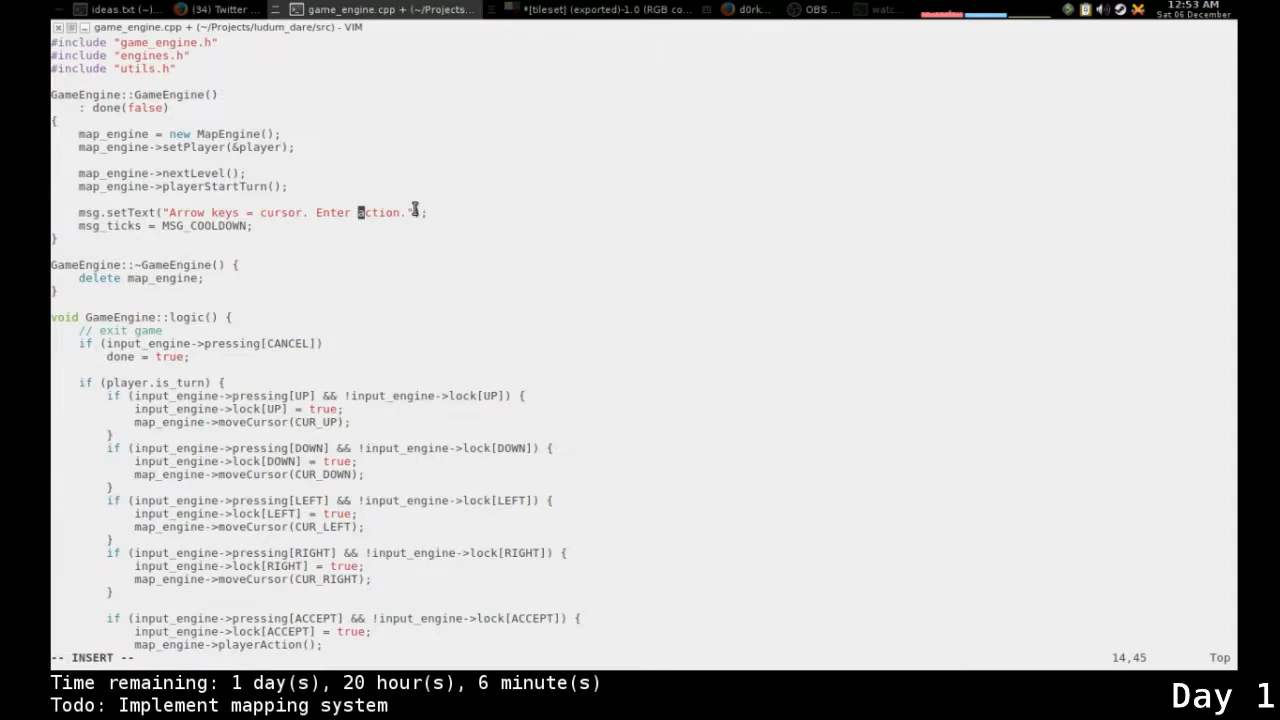 ideas.txt (~)...
(34) Twitter ...
game_engine.cpp + (~/Projects...
*[tileset] (exported)-1.0 (RGB co...
d0rk...
OBS ...
watc...
12:53 AM
Sat 06 December
game_engine.cpp + (~/Projects/ludum_dare/src) - VIM
#include "game_engine.h"
#include "engines.h"
#include "utils.h"
GameEngine::GameEngine()
    : done(false)
{
    map_engine = new MapEngine();
    map_engine->setPlayer(&player);
    map_engine->nextLevel();
    map_engine->playerStartTurn();
    msg.setText("Arrow keys = cursor. Enter action.");
    msg_ticks = MSG_COOLDOWN;
}
GameEngine::~GameEngine() {
    delete map_engine;
}
void GameEngine::logic() {
    // exit game
    if (input_engine->pressing[CANCEL])
        done = true;
    if (player.is_turn) {
        if (input_engine->pressing[UP] && !input_engine->lock[UP]) {
            input_engine->lock[UP] = true;
            map_engine->moveCursor(CUR_UP);
        }
        if (input_engine->pressing[DOWN] && !input_engine->lock[DOWN]) {
            input_engine->lock[DOWN] = true;
            map_engine->moveCursor(CUR_DOWN);
        }
        if (input_engine->pressing[LEFT] && !input_engine->lock[LEFT]) {
            input_engine->lock[LEFT] = true;
            map_engine->moveCursor(CUR_LEFT);
        }
        if (input_engine->pressing[RIGHT] && !input_engine->lock[RIGHT]) {
            input_engine->lock[RIGHT] = true;
            map_engine->moveCursor(CUR_RIGHT);
        }
        if (input_engine->pressing[ACCEPT] && !input_engine->lock[ACCEPT]) {
            input_engine->lock[ACCEPT] = true;
            map_engine->playerAction();
-- INSERT -- 14,45 Top
Time remaining: 1 day(s), 20 hour(s), 6 minute(s)
Todo: Implement mapping system
Day 1